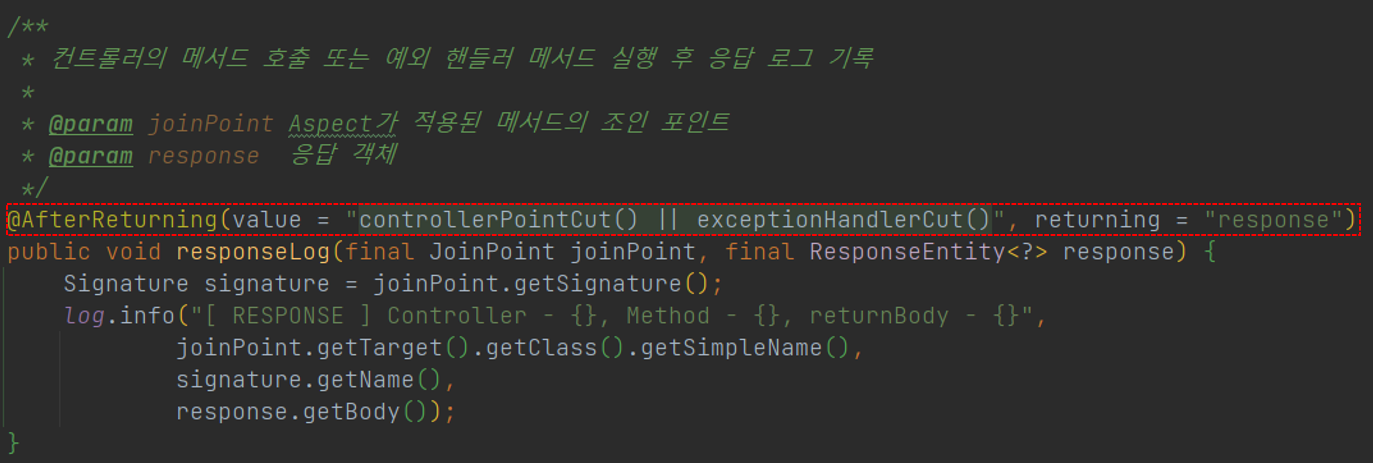 /**
 * 컨트롤러의 메서드 호출 또는 예외 핸들러 메서드 실행 후 응답 로그 기록
 *
 * @param joinPoint Aspect가 적용된 메서드의 조인 포인트
 * @param response  응답 객체
 */
@AfterReturning(value = "controllerPointCut() || exceptionHandlerCut()", returning = "response")
public void responseLog(final JoinPoint joinPoint, final ResponseEntity<?> response) {
    Signature signature = joinPoint.getSignature();
    log.info("[ RESPONSE ] Controller - {}, Method - {}, returnBody - {}",
            joinPoint.getTarget().getClass().getSimpleName(),
            signature.getName(),
            response.getBody());
}